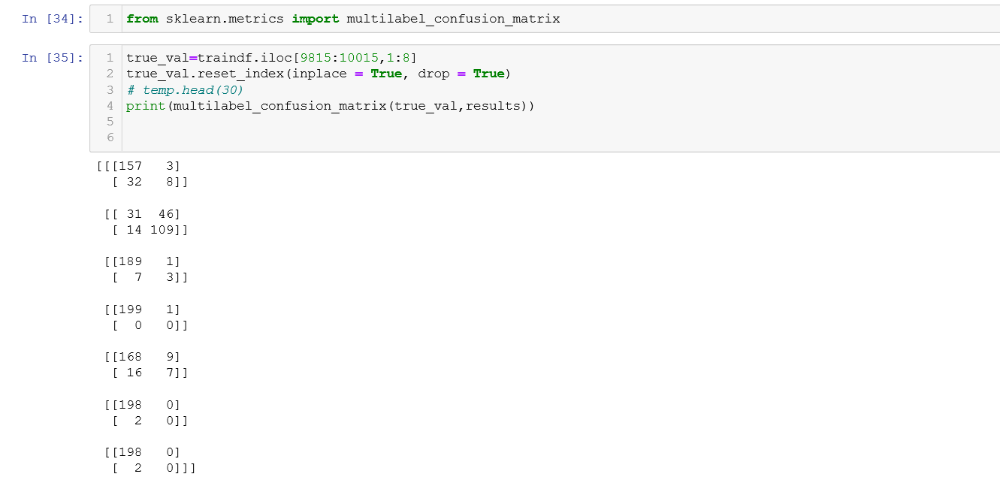 In [34]: 1 from sklearn.metrics import multilabel_confusion_matrix
In [35]: 1 true_val=traindf.iloc[9815:10015,1:8]
2 true_val.reset_index(inplace = True, drop = True)
3 # temp.head(30)
4 print(multilabel_confusion_matrix(true_val,results))
5
6
[[[157   3]
  [ 32   8]]
 [[ 31  46]
  [ 14 109]]
 [[189   1]
  [  7   3]]
 [[199   1]
  [  0   0]]
 [[168   9]
  [ 16   7]]
 [[198   0]
  [  2   0]]
 [[198   0]
  [  2   0]]]